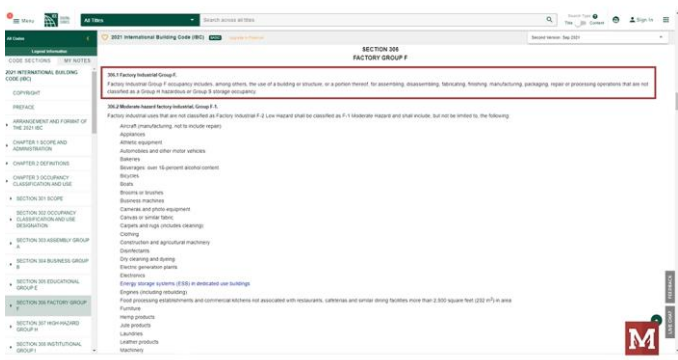 Menu
All Titles
Search across all titles
Search Type
Title
Content
Sign In
All Codes
Legend Information
CODE SECTIONS
MY NOTES
2021 International Building Code (IBC)
Upgrade to Premium
Second Version: Sep 2021
2021 INTERNATIONAL BUILDING
CODE (IBC)
COPYRIGHT
PREFACE
ARRANGEMENT AND FORMAT OF
THE 2021 IBC
CHAPTER 1 SCOPE AND
ADMINISTRATION
CHAPTER 2 DEFINITIONS
CHAPTER 3 OCCUPANCY
CLASSIFICATION AND USE
SECTION 301 SCOPE
SECTION 302 OCCUPANCY
CLASSIFICATION AND USE
DESIGNATION
SECTION 303 ASSEMBLY GROUP
A
SECTION 304 BUSINESS GROUP
B
SECTION 305 EDUCATIONAL
GROUP E
SECTION 306 FACTORY GROUP
F
SECTION 307 HIGH-HAZARD
GROUP H
SECTION 308 INSTITUTIONAL
GROUP I
SECTION 306
FACTORY GROUP F
306.1 Factory Industrial Group F.
Factory Industrial Group F occupancy includes, among others, the use of a building or structure, or a portion thereof, for assembling, disassembling, fabricating, finishing, manufacturing, packaging, repair or processing operations that are not
classified as a Group H hazardous or Group S storage occupancy.
306.2 Moderate-hazard factory industrial, Group F-1.
Factory industrial uses that are not classified as Factory Industrial F-2 Low Hazard shall be classified as F-1 Moderate Hazard and shall include, but not be limited to, the following:
Aircraft (manufacturing, not to include repair)
Appliances
Athletic equipment
Automobiles and other motor vehicles
Bakeries
Beverages: over 16-percent alcohol content
Bicycles
Boats
Brooms or brushes
Business machines
Cameras and photo equipment
Canvas or similar fabric
Carpets and rugs (includes cleaning)
Clothing
Construction and agricultural machinery
Disinfectants
Dry cleaning and dyeing
Electric generation plants
Electronics
Energy storage systems (ESS) in dedicated use buildings
Engines (including rebuilding)
Food processing establishments and commercial kitchens not associated with restaurants, cafeterias and similar dining facilities more than 2,500 square feet (232 m²) in area
Furniture
Hemp products
Jute products
Laundries
Leather products
Machinery
FEEDBACK
LIVE CHAT
M